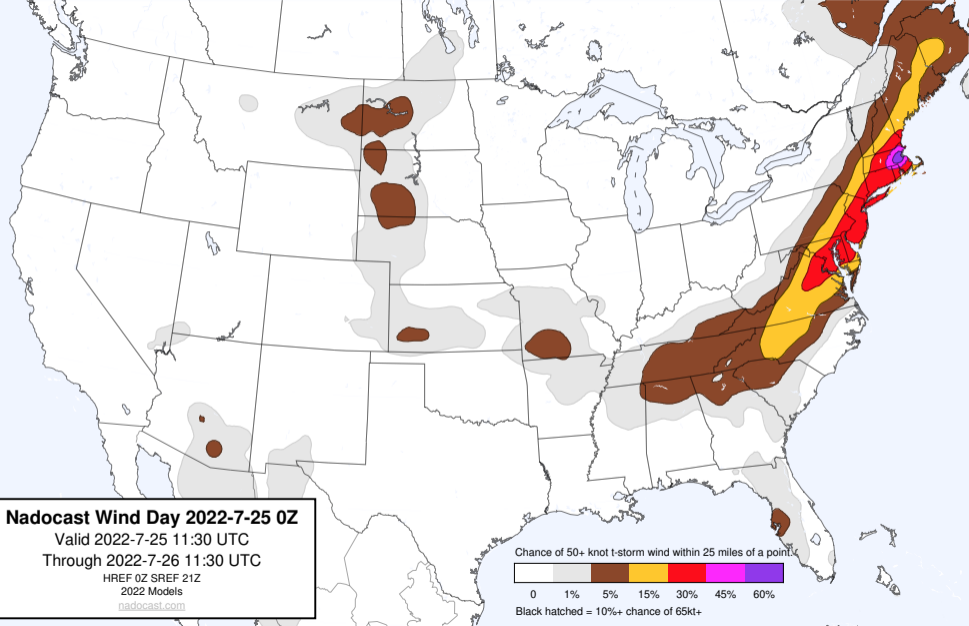 Nadocast Wind Day 2022-7-25 0Z
Valid 2022-7-25 11:30 UTC
Through 2022-7-26 11:30 UTC
HREF 0Z SREF 21Z
2022 Models
nadocast.com
Chance of 50+ knot t-storm wind within 25 miles of a point.
0 1% 5% 15% 30% 45% 60%
Black hatched = 10%+ chance of 65kt+